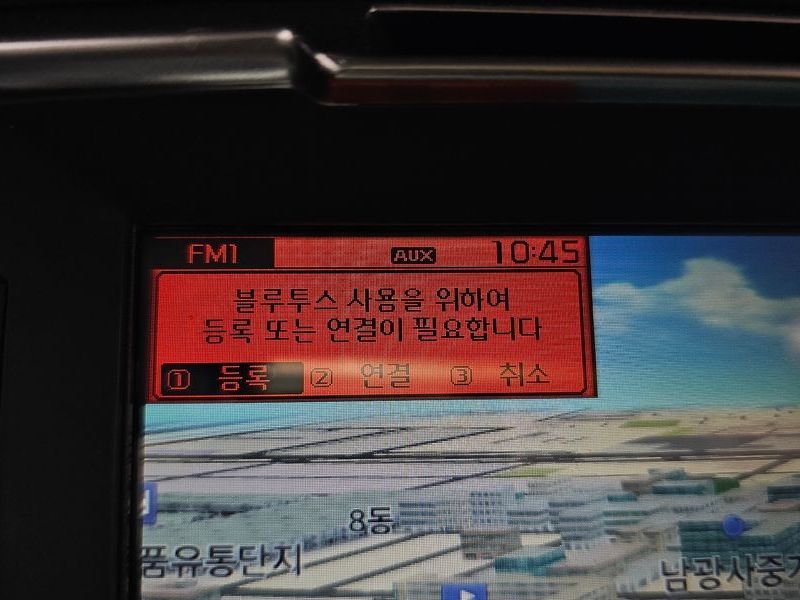 FM1 AUX 10:45
블루투스 사용을 위하여
등록 또는 연결이 필요합니다
1 등록 2 연결 3 취소
8동
품유통단지
남광사중